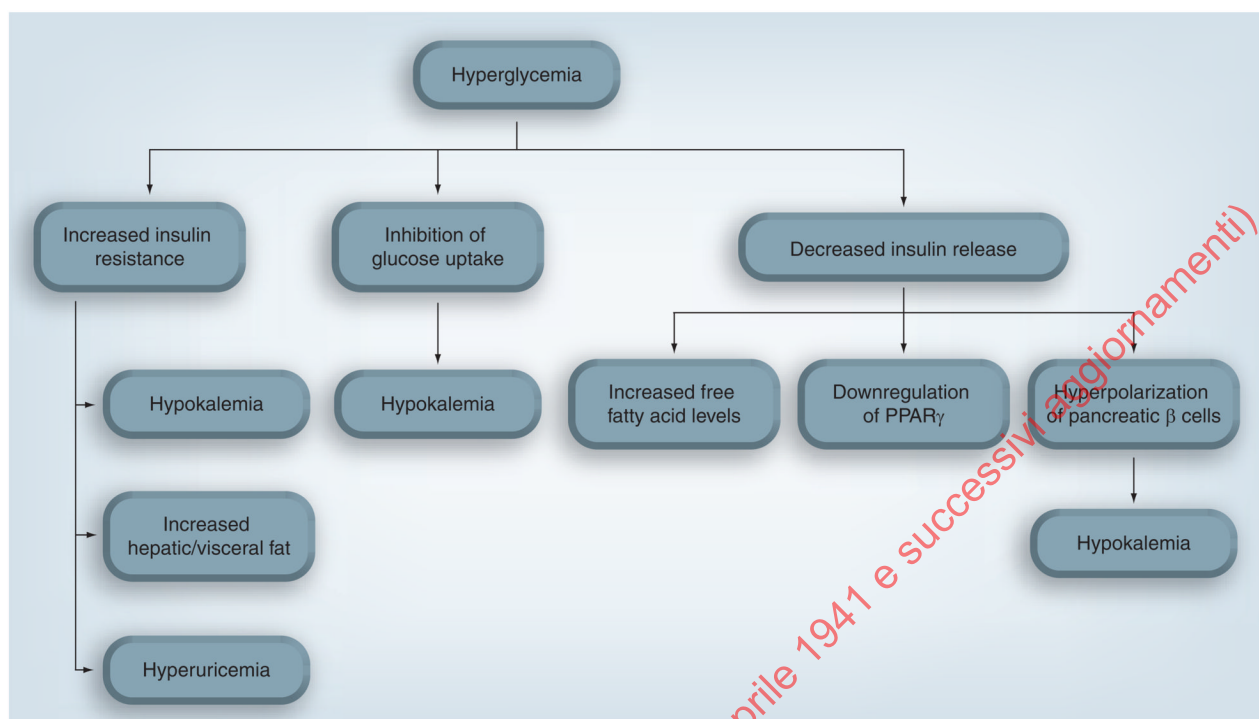 Hyperglycemia
Increased insulin
resistance
Inhibition of
glucose uptake
Decreased insulin release
Hypokalemia
Hypokalemia
Increased free
fatty acid levels
Downregulation
of PPARγ
Hyperpolarization
of pancreatic β cells
Increased
hepatic/visceral fat
Hypokalemia
Hyperuricemia
prile 1941 e successivi aggiornamenti)